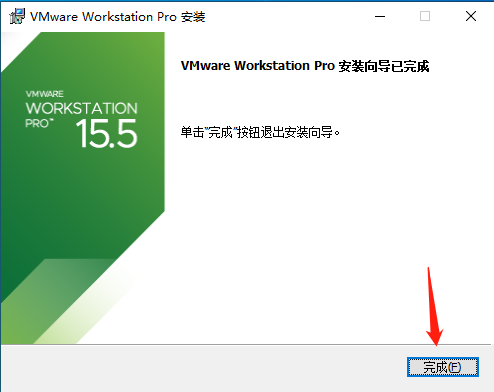 VMware Workstation Pro 安装
VMware Workstation Pro 安装向导已完成
VMWARE
WORKSTATION
PRO™
15.5
单击"完成"按钮退出安装向导。
完成(F)